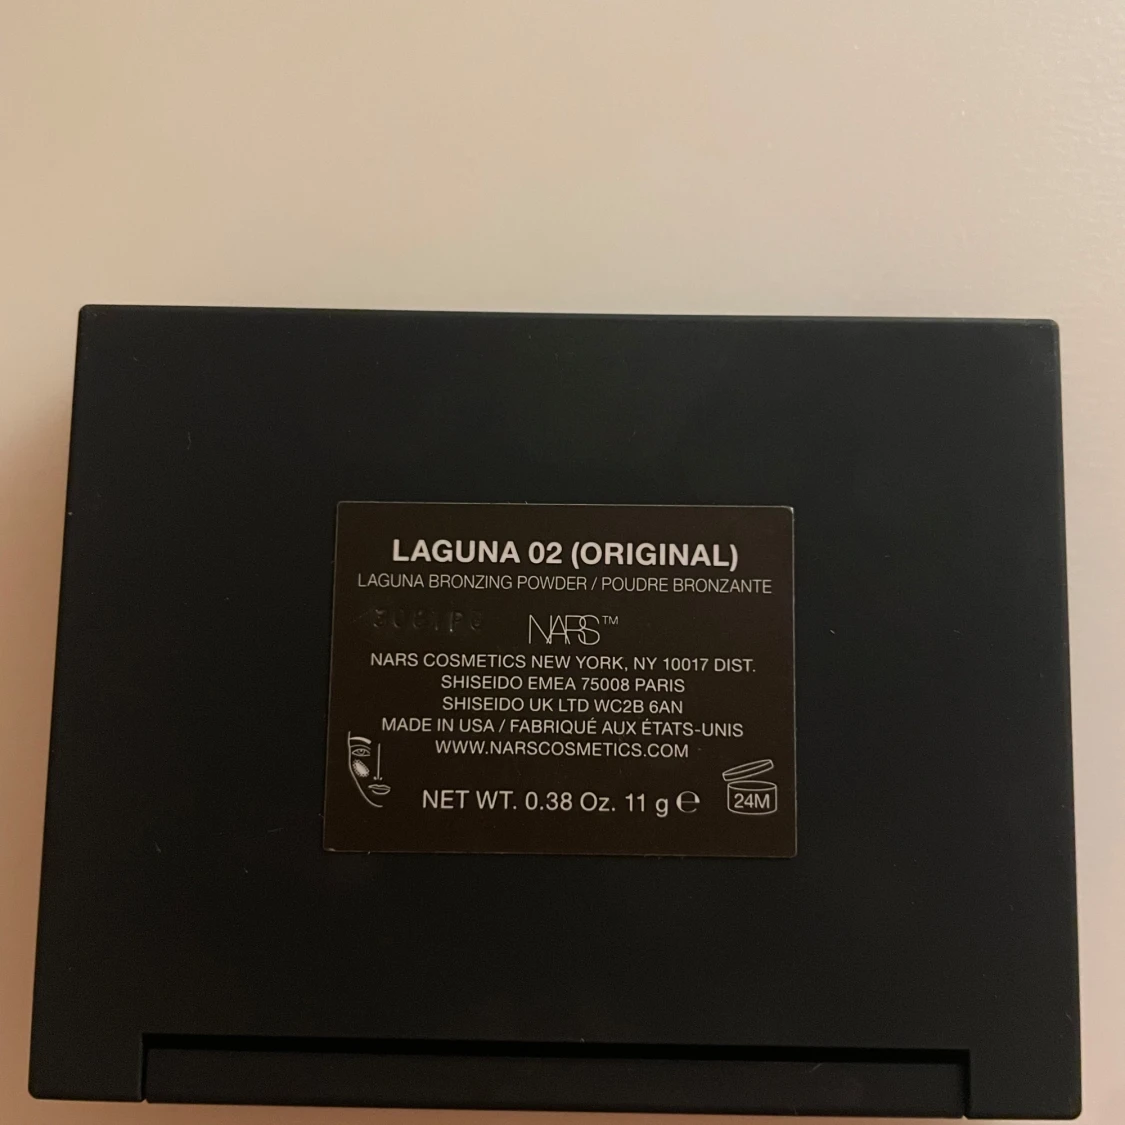 LAGUNA 02 (ORIGINAL)
LAGUNA BRONZING POWDER / POUDRE BRONZANTE
NARS™
NARS COSMETICS NEW YORK, NY 10017 DIST.
SHISEIDO EMEA 75008 PARIS
SHISEIDO UK LTD WC2B 6AN
MADE IN USA / FABRIQUÉ AUX ÉTATS-UNIS
WWW.NARSCOSMETICS.COM
NET WT. 0.38 Oz. 11 g ℮
24M